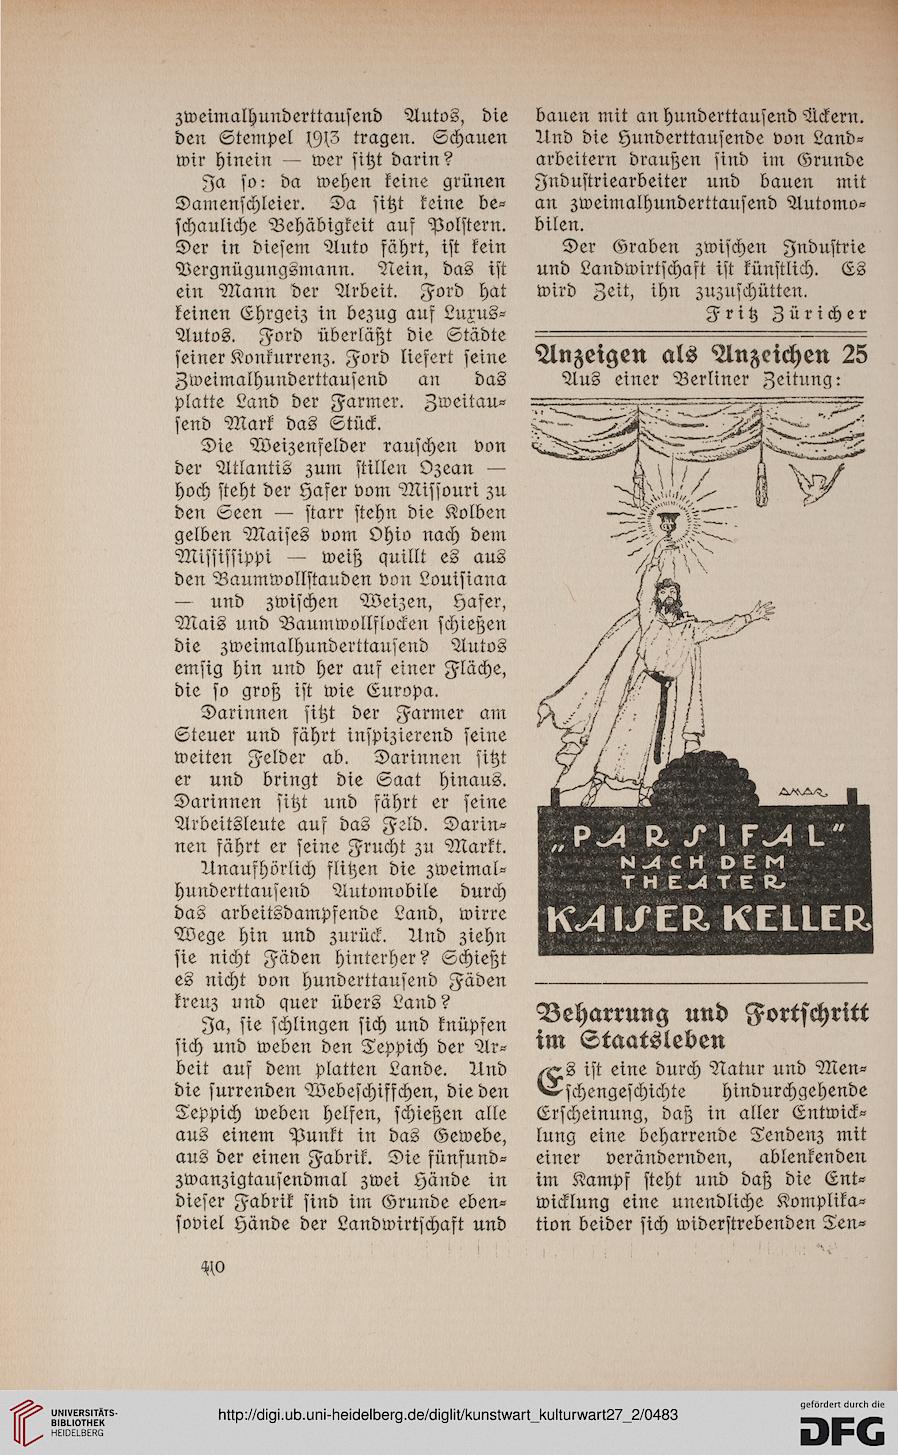 zweimalhunderttausend Autos, die
den Stempel 1913 tragen. Schauen
wir hinein — wer sitzt darin?
Ja so: da wehen keine grünen
Damenschleier. Da sitzt keine be-
schauliche Behäbigkeit auf Polstern.
Der in diesem Auto fährt, ist kein
Vergnügungsmann. Nein, das ist
ein Mann der Arbeit. Ford hat
keinen Ehrgeiz in bezug auf Luxus-
Autos. Ford überläßt die Städte
seiner Konkurrenz. Ford liefert seine
Zweimalhunderttausend an das
platte Land der Farmer. Zweitau-
send Mark das Stück.
Die Weizenfelder rauschen von
der Atlantis zum stillen Ozean —
hoch steht der Hafer vom Missouri zu
den Seen — starr stehn die Kolben
gelben Maises vom Ohio nach dem
Mississippi — weiß quillt es aus
den Baumwollstauden von Louisiana
— und zwischen Weizen, Hafer,
Mais und Baumwollflocken schießen
die zweimalhunderttausend Autos
emsig hin und her auf einer Fläche,
die so groß ist wie Europa.
Darinnen sitzt der Farmer am
Steuer und fährt inspizierend seine
weiten Felder ab. Darinnen sitzt
er und bringt die Saat hinaus.
Darinnen sitzt und fährt er seine
Arbeitsleute auf das Feld. Darin-
nen fährt er seine Frucht zu Markt.
Unaufhörlich flitzen die zweimal-
hunderttausend Automobile durch
das arbeitsdampfende Land, wirre
Wege hin und zurück. Und ziehn
sie nicht Fäden hinterher? Schießt
es nicht von hunderttausend Fäden
kreuz und quer übers Land?
Ja, sie schlingen sich und knüpfen
sich und weben den Teppich der Ar-
beit auf dem platten Lande. Und
die surrenden Webeschiffchen, die den
Teppich weben helfen, schießen alle
aus einem Punkt in das Gewebe,
aus der einen Fabrik. Die fünfund-
zwanzigtausendmal zwei Hände in
dieser Fabrik sind im Grunde eben-
soviel Hände der Landwirtschaft und
bauen mit an hunderttausend Äckern.
Und die Hunderttausende von Land-
arbeitern draußen sind im Grunde
Industriearbeiter und bauen mit
an zweimalhunderttausend Automo-
bilen.
Der Graben zwischen Industrie
und Landwirtschaft ist künstlich. Es
wird Zeit, ihn zuzuschütten.
Fritz Züricher
Anzeigen als Anzeichen 25
Aus einer Berliner Zeitung:
AMAR
„PARSIFAL"
NACH DEM
THEATER
KAISER KELLER
Beharrung und Fortschritt
im Staatsleben
Es ist eine durch Natur und Men-
schengeschichte hindurchgehende
Erscheinung, daß in aller Entwick-
lung eine beharrende Tendenz mit
einer verändernden, ablenkenden
im Kampf steht und daß die Ent-
wicklung eine unendliche Komplika-
tion beider sich widerstrebenden Ten-
410
UNIVERSITÄTS-
BIBLIOTHEK
HEIDELBERG
http://digi.ub.uni-heidelberg.de/diglit/kunstwart_kulturwart27_2/0483
gefördert durch die
DFG